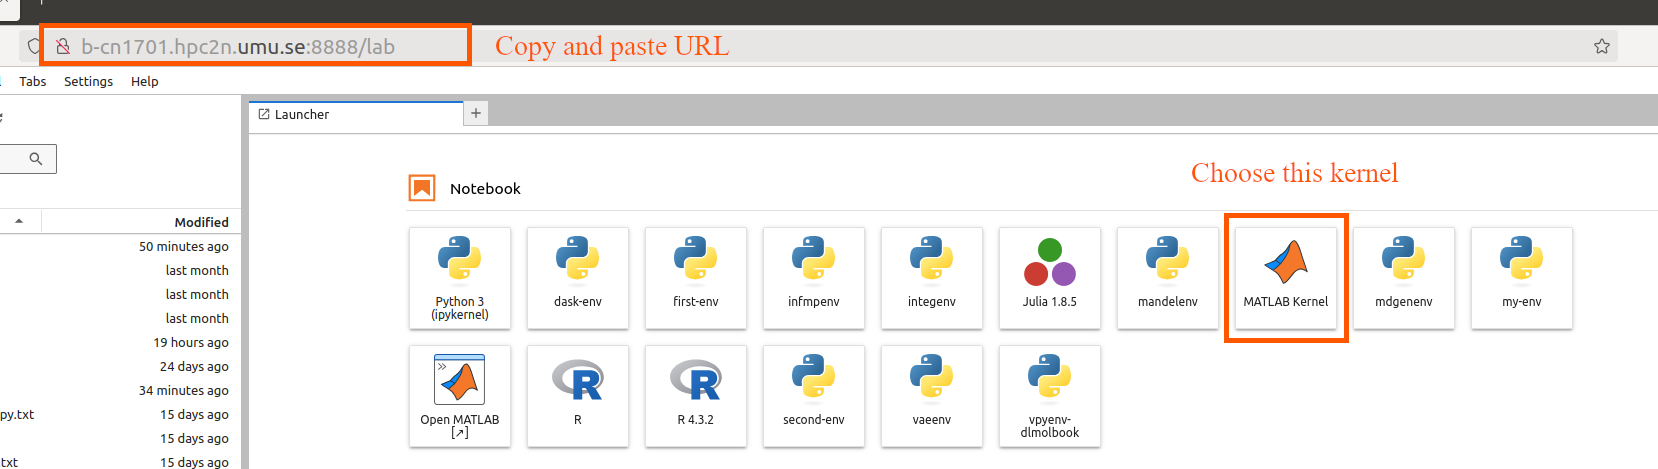 b-cn1701.hpc2n.umu.se:8888/lab
Copy and paste URL
Tabs Settings Help
Launcher
+
Choose this kernel
Notebook
Modified
50 minutes ago
last month
last month
last month
19 hours ago
24 days ago
34 minutes ago
py.txt 15 days ago
15 days ago
txt 15 days ago
Python 3
(ipykernel)
dask-env
first-env
infmpenv
integenv
Julia 1.8.5
mandelenv
MATLAB Kernel
mdgenenv
my-env
Open MATLAB
[↗]
R
R 4.3.2
second-env
vaeenv
vpyenv-
dlmolbook